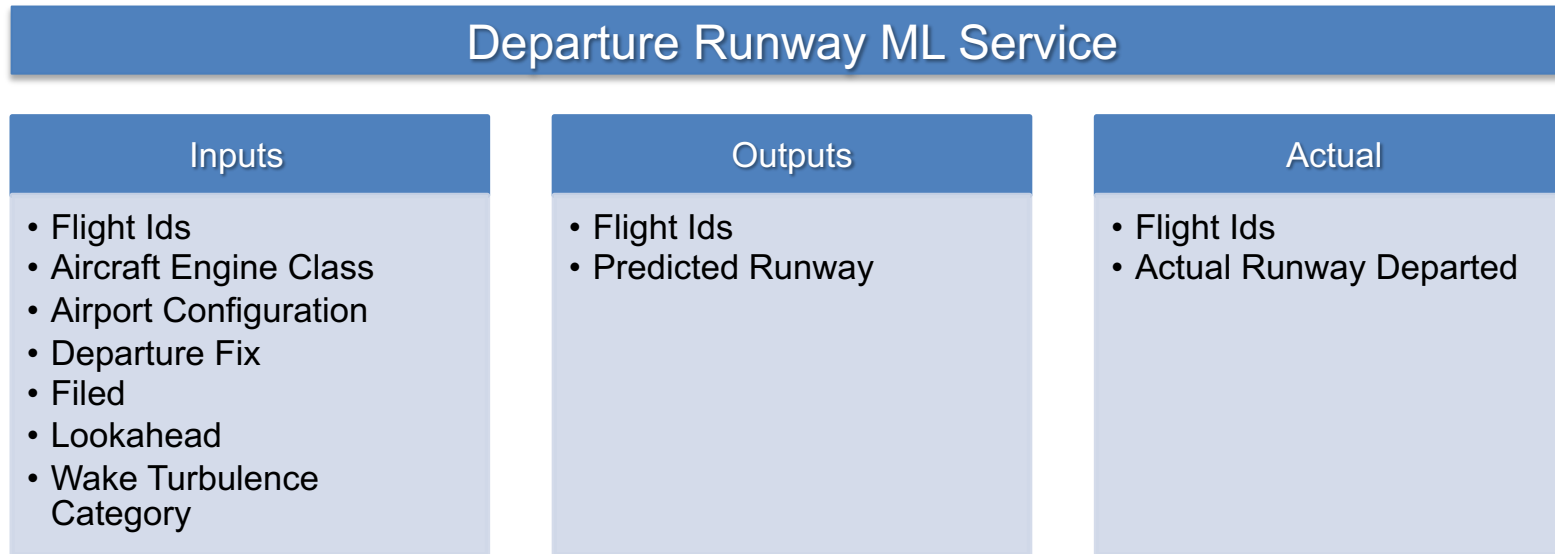 Departure Runway ML Service
Inputs
• Flight Ids
• Aircraft Engine Class
• Airport Configuration
• Departure Fix
• Filed
• Lookahead
• Wake Turbulence
Category
Outputs
• Flight Ids
• Predicted Runway
Actual
• Flight Ids
• Actual Runway Departed